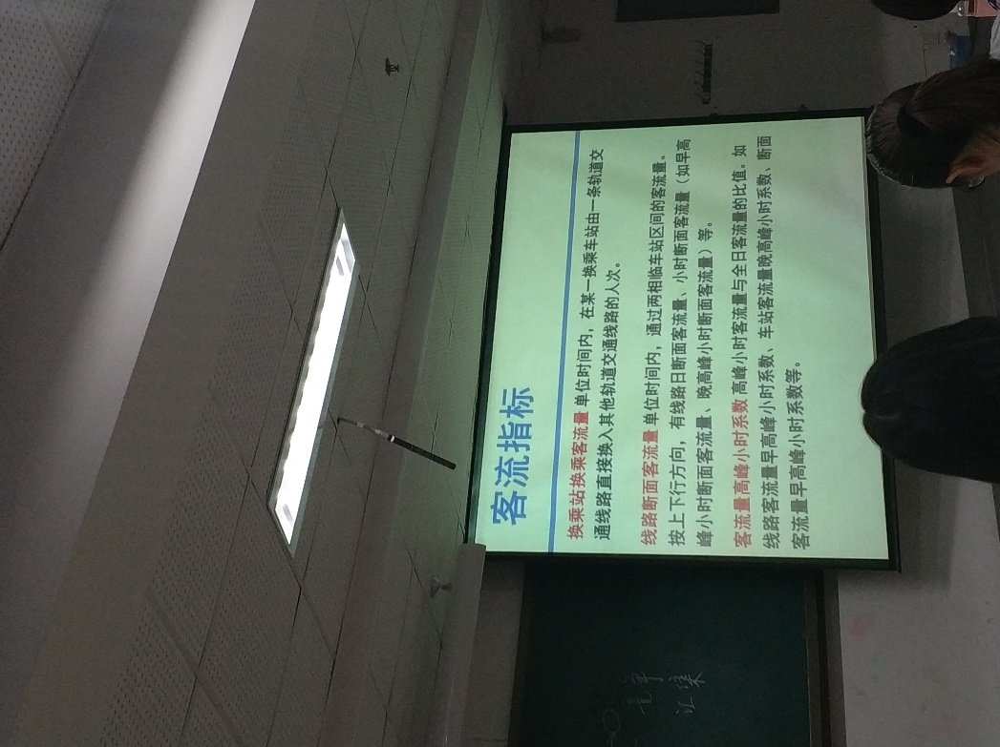 客流指标
换乘站换乘客流量 单位时间内，在某一换乘车站由一条轨道交
通线路直接换入其他轨道交通线路的人次。
线路断面客流量 单位时间内，通过两相临车站区间的客流量。
按上下行方向，有线路日断面客流量、小时断面客流量（如早高
峰小时断面客流量、晚高峰小时断面客流量）等。
客流量高峰小时系数 高峰小时客流量与全日客流量的比值。如
线路客流量早高峰小时系数、车站客流量晚高峰小时系数、断面
客流量早高峰小时系数等。